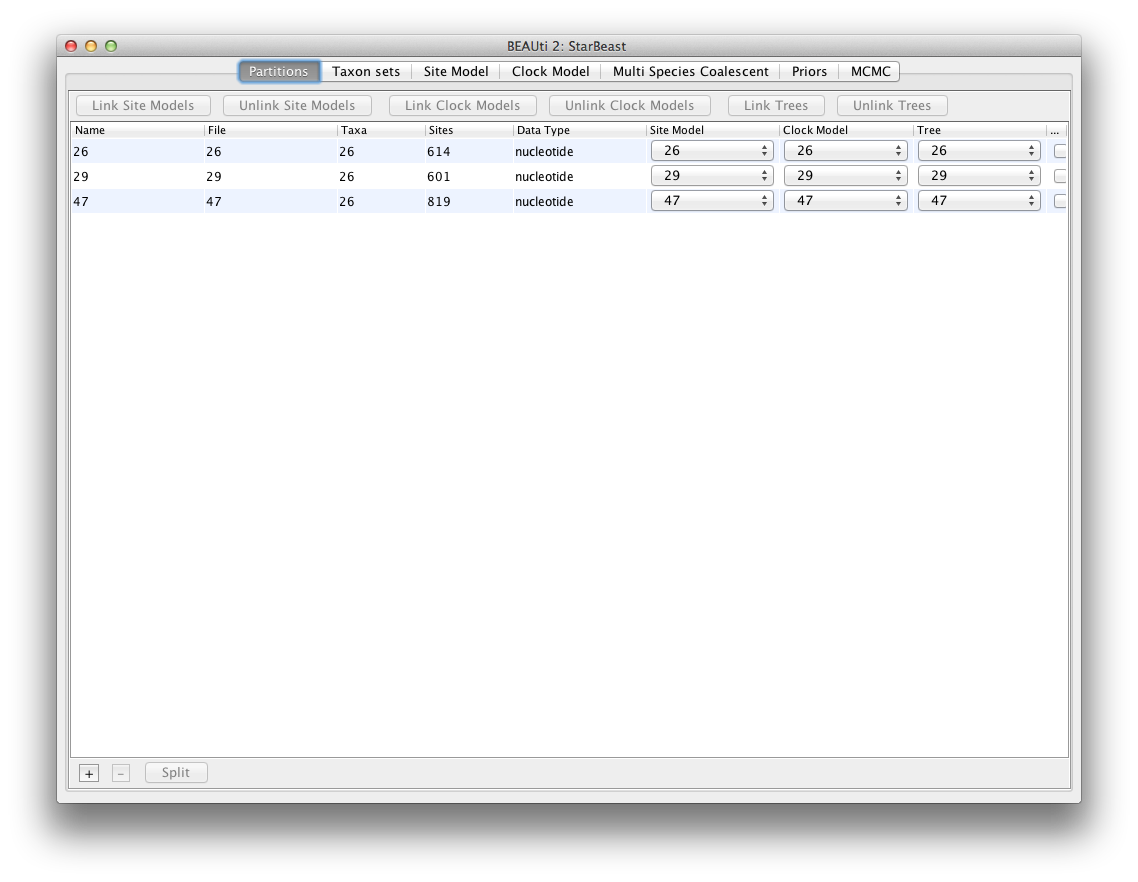 BEAUti 2: StarBeast
Partitions Taxon sets Site Model Clock Model Multi Species Coalescent Priors MCMC
Link Site Models Unlink Site Models Link Clock Models Unlink Clock Models Link Trees Unlink Trees
Name File Taxa Sites Data Type Site Model Clock Model Tree ...
26 26 26 614 nucleotide 26 26 26
29 29 26 601 nucleotide 29 29 29
47 47 26 819 nucleotide 47 47 47
+ − Split